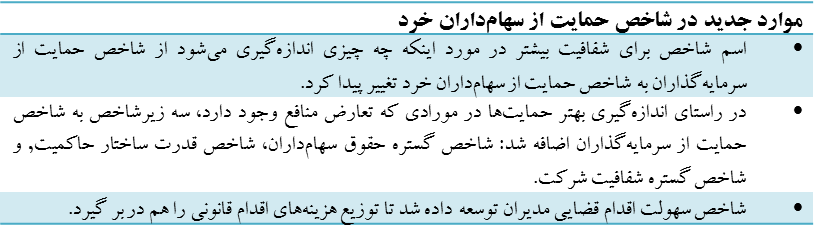 موارد جدید در شاخص حمایت از سهام‌داران خرد
• اسم شاخص برای شفافیت بیشتر در مورد اینکه چه چیزی اندازه‌گیری می‌شود از شاخص حمایت از
سرمایه‌گذاران به شاخص حمایت از سهام‌داران خرد تغییر پیدا کرد.
• در راستای اندازه‌گیری بهتر حمایت‌ها در مورادی که تعارض منافع وجود دارد، سه زیرشاخص به شاخص
حمایت از سرمایه‌گذاران اضافه شد: شاخص گستره حقوق سهام‌داران، شاخص قدرت ساختار حاکمیت, و
شاخص گستره شفافیت شرکت.
• شاخص سهولت اقدام قضایی مدیران توسعه داده شد تا توزیع هزینه‌های اقدام قانونی را هم در بر گیرد.